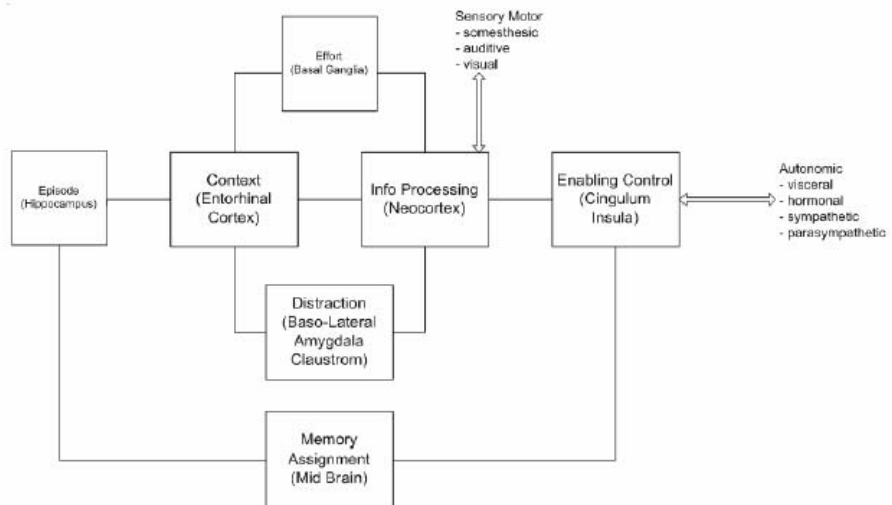 Sensory Motor
- somesthesic
- auditive
- visual
Effort
(Basal Ganglia)
Episode
(Hippocampus)
Context
(Entorhinal
Cortex)
Info Processing
(Neocortex)
Enabling Control
(Cingulum
Insula)
Autonomic
- visceral
- hormonal
- sympathetic
- parasympathetic
Distraction
(Baso-Lateral
Amygdala
Claustrom)
Memory
Assignment
(Mid Brain)